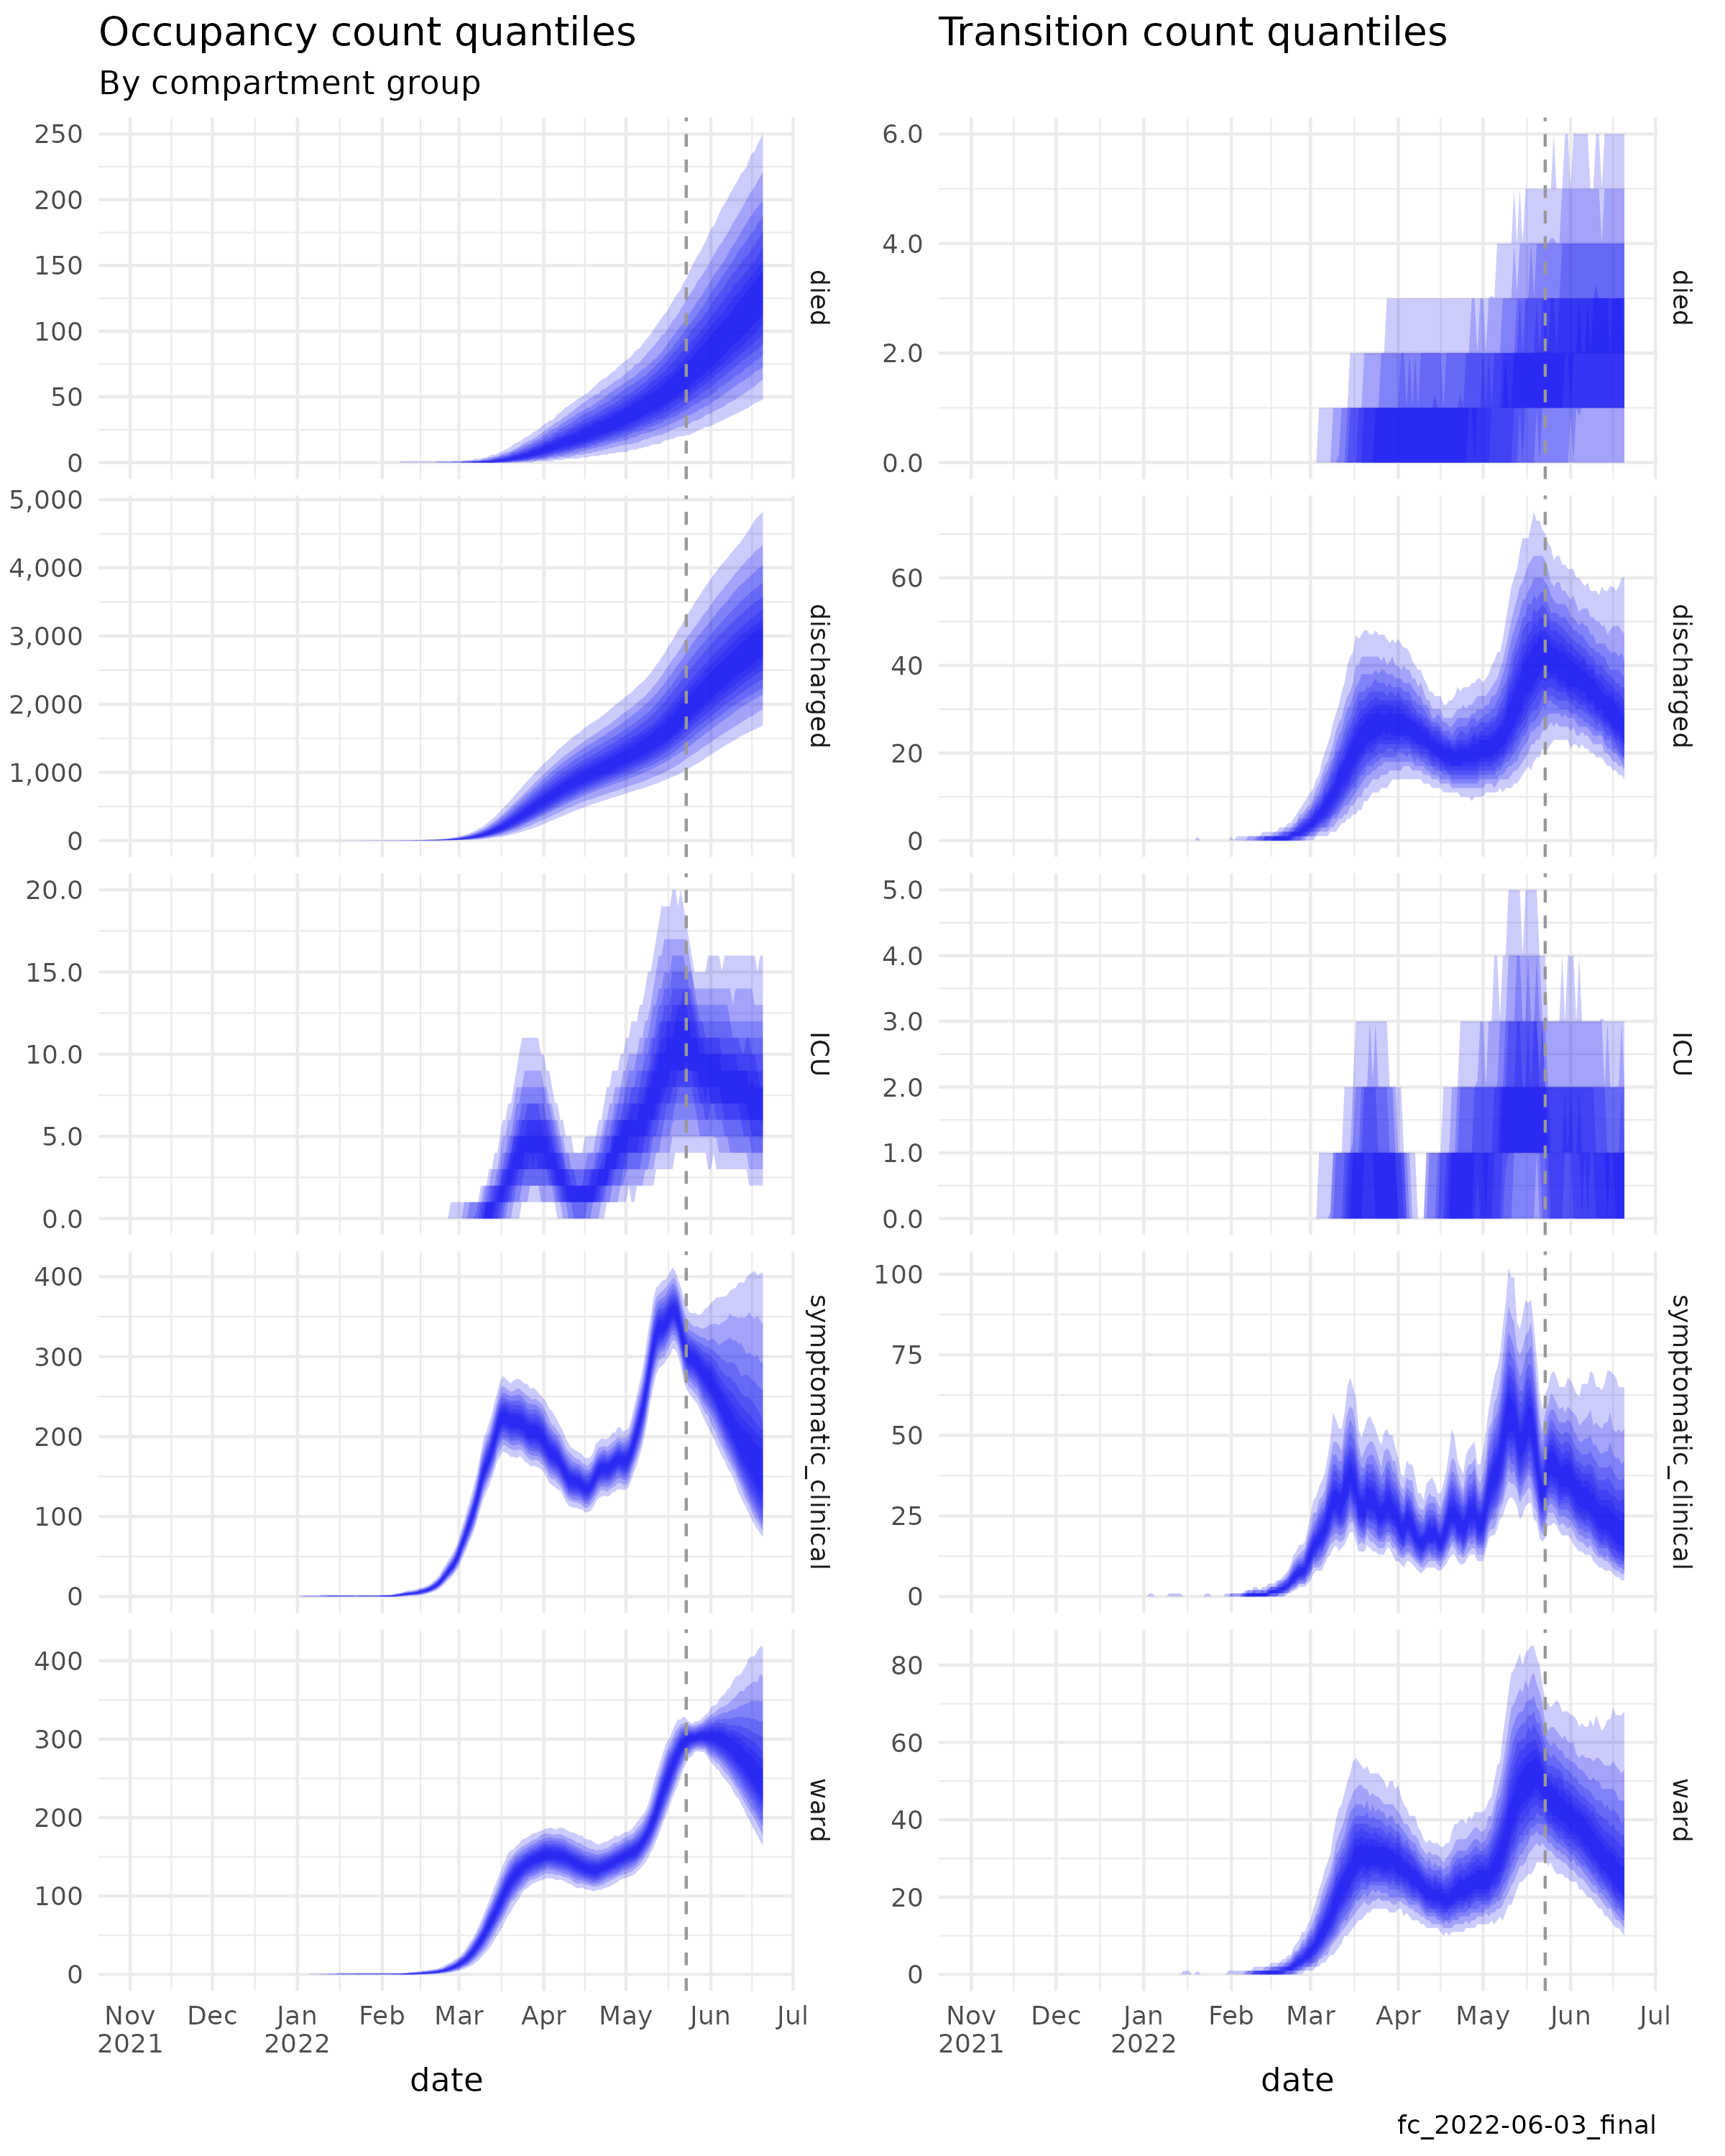 Occupancy count quantiles
By compartment group
250
200
150
100
50
0
died
5,000
4,000
3,000
2,000
1,000
0
discharged
20.0
15.0
10.0
5.0
0.0
ICU
400
300
200
100
0
symptomatic_clinical
400
300
200
100
0
ward
Nov Dec Jan Feb Mar Apr May Jun Jul
2021 2022
date
Transition count quantiles
6.0
4.0
2.0
0.0
died
60
40
20
0
discharged
5.0
4.0
3.0
2.0
1.0
0.0
ICU
100
75
50
25
0
symptomatic_clinical
80
60
40
20
0
ward
Nov Dec Jan Feb Mar Apr May Jun Jul
2021 2022
date
fc_2022-06-03_final